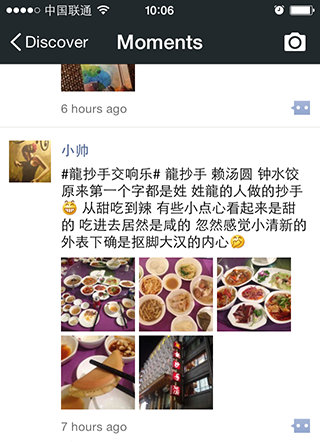 中国联通
10:06
Discover
Moments
6 hours ago
小帅
#龍抄手交响乐# 龍抄手 赖汤圆 钟水饺
原来第一个字都是姓 姓龍的人做的抄手
😁 从甜吃到辣 有些小点心看起来是甜
的 吃进去居然是咸的 忽然感觉小清新的
外表下确是抠脚大汉的内心🤔
7 hours ago